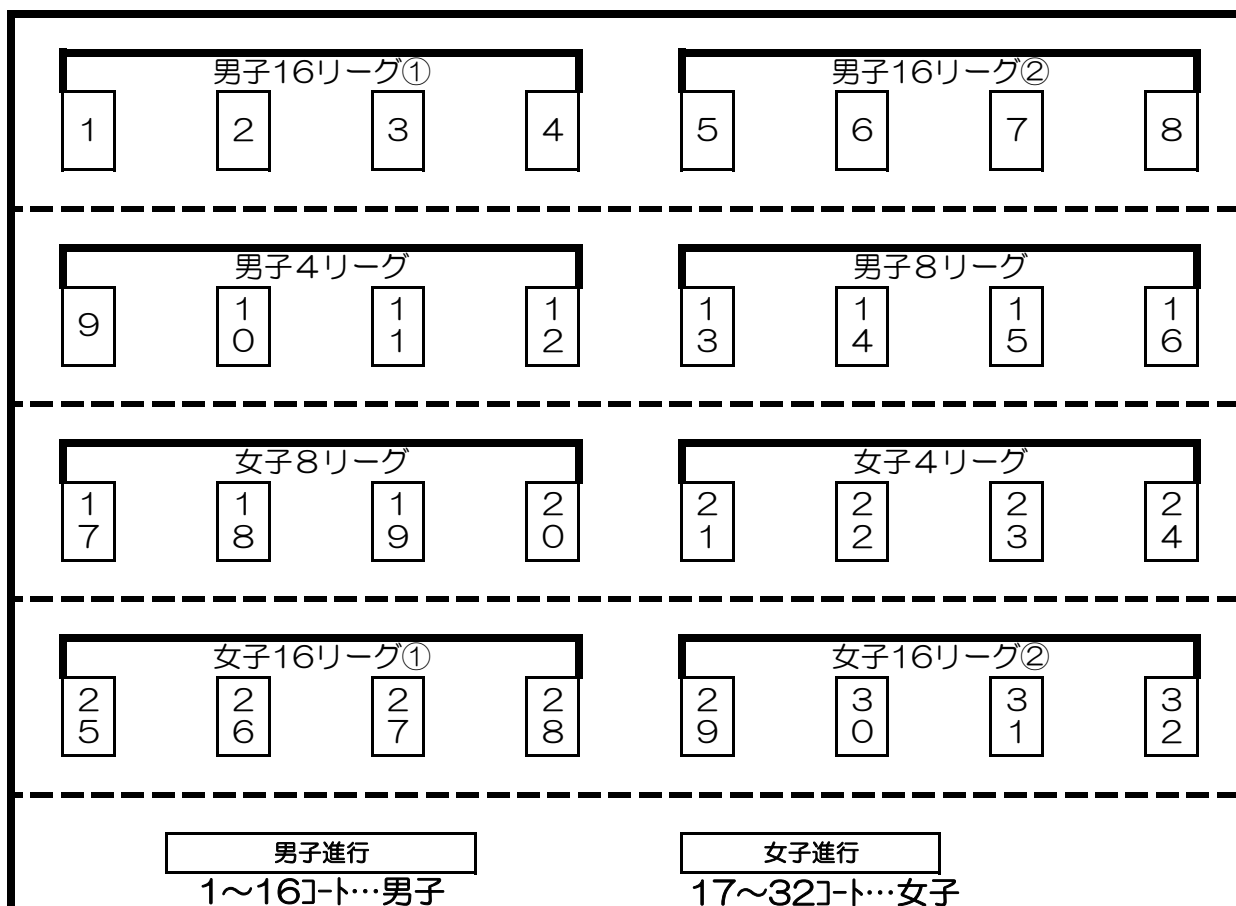 男子16リーグ① 男子16リーグ②
1 2 3 4 5 6 7 8
男子4リーグ 男子8リーグ
9 10 11 12 13 14 15 16
女子8リーグ 女子4リーグ
17 18 19 20 21 22 23 24
女子16リーグ① 女子16リーグ②
25 26 27 28 29 30 31 32
男子進行 女子進行
1～16ｺｰﾄ…男子 17～32ｺｰﾄ…女子